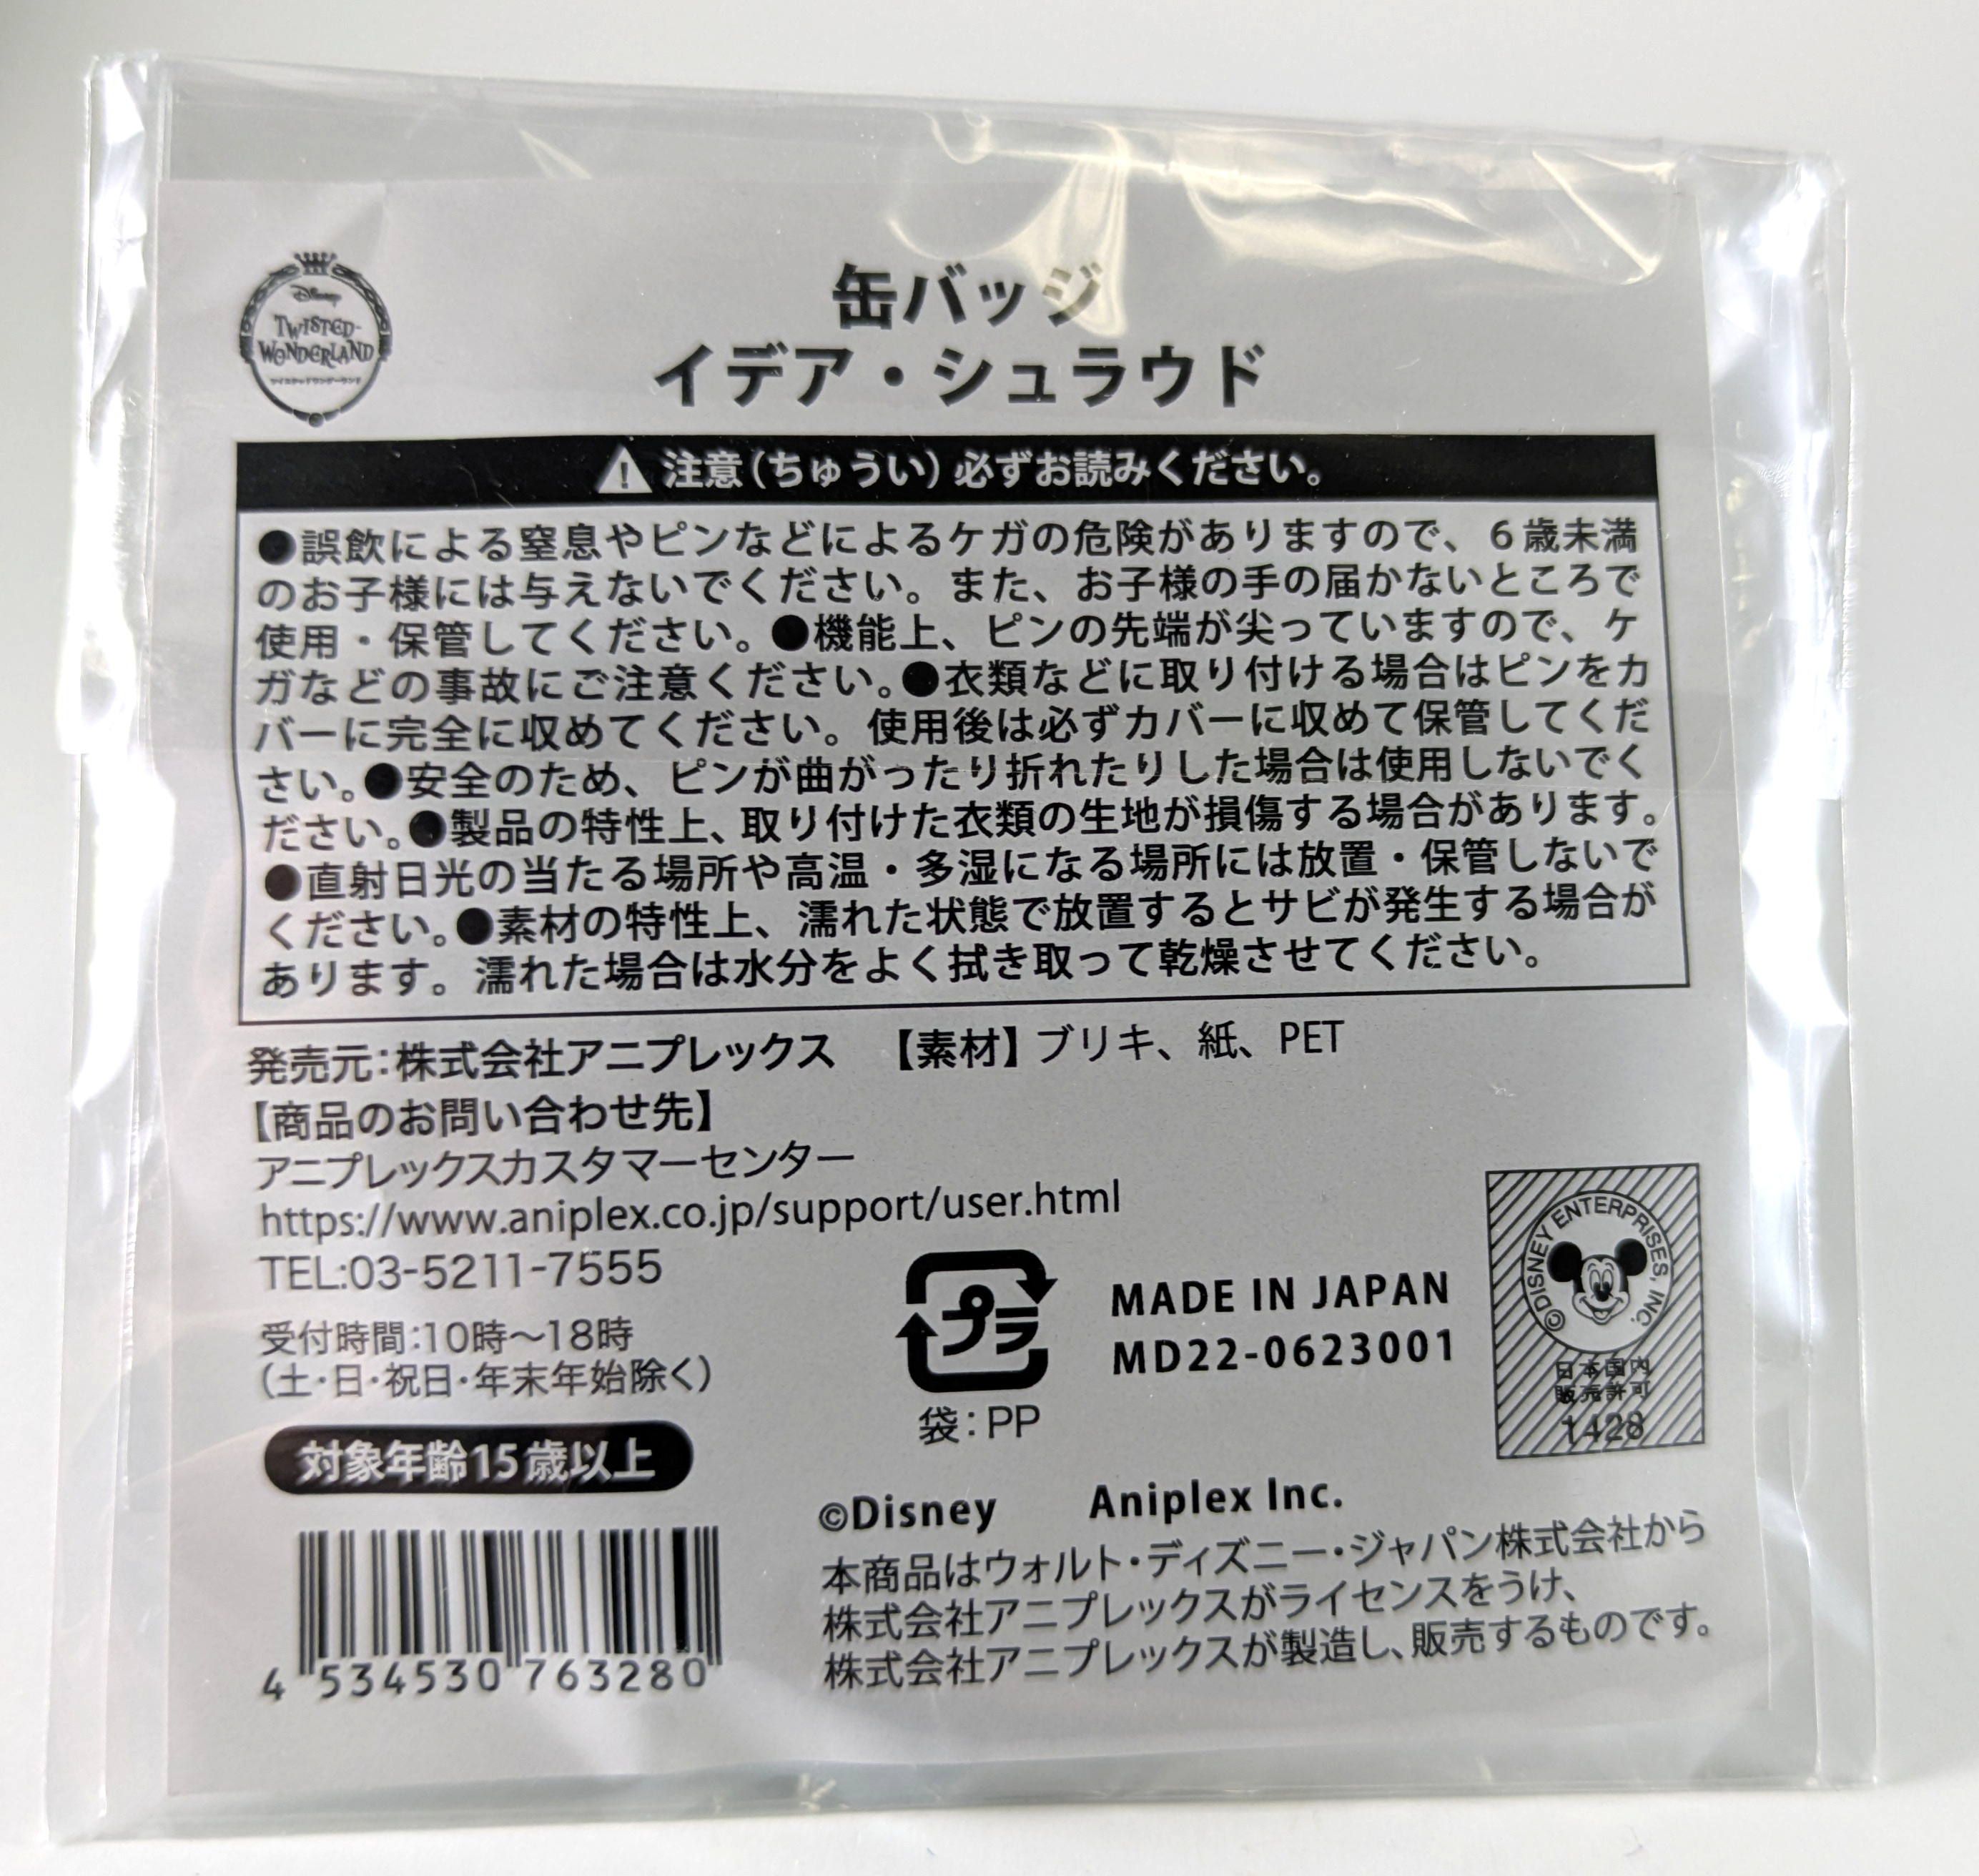 Disney
TWISTED-
WONDERLAND
ツイステッドワンダーランド
缶バッジ
イデア・シュラウド
注意(ちゅうい)必ずお読みください。
●誤飲による窒息やピンなどによるケガの危険がありますので、6歳未満
のお子様には与えないでください。また、お子様の手の届かないところで
使用・保管してください。●機能上、ピンの先端が尖っていますので、ケ
ガなどの事故にご注意ください。●衣類などに取り付ける場合はピンをカ
バーに完全に収めてください。使用後は必ずカバーに収めて保管してくだ
さい。●安全のため、ピンが曲がったり折れたりした場合は使用しないでく
ださい。●製品の特性上、取り付けた衣類の生地が損傷する場合があります。
●直射日光の当たる場所や高温・多湿になる場所には放置・保管しないで
ください。●素材の特性上、濡れた状態で放置するとサビが発生する場合が
あります。濡れた場合は水分をよく拭き取って乾燥させてください。
発売元:株式会社アニプレックス 【素材】ブリキ、紙、PET
【商品のお問い合わせ先】
アニプレックスカスタマーセンター
https://www.aniplex.co.jp/support/user.html
TEL:03-5211-7555
受付時間:10時～18時
(土・日・祝日・年末年始除く)
対象年齢15歳以上
4 534530 763280
プラ
袋:PP
MADE IN JAPAN
MD22-0623001
©DISNEY ENTERPRISES, INC.
日本国内
販売許可
1428
©Disney Aniplex Inc.
本商品はウォルト・ディズニー・ジャパン株式会社から
株式会社アニプレックスがライセンスをうけ、
株式会社アニプレックスが製造し、販売するものです。